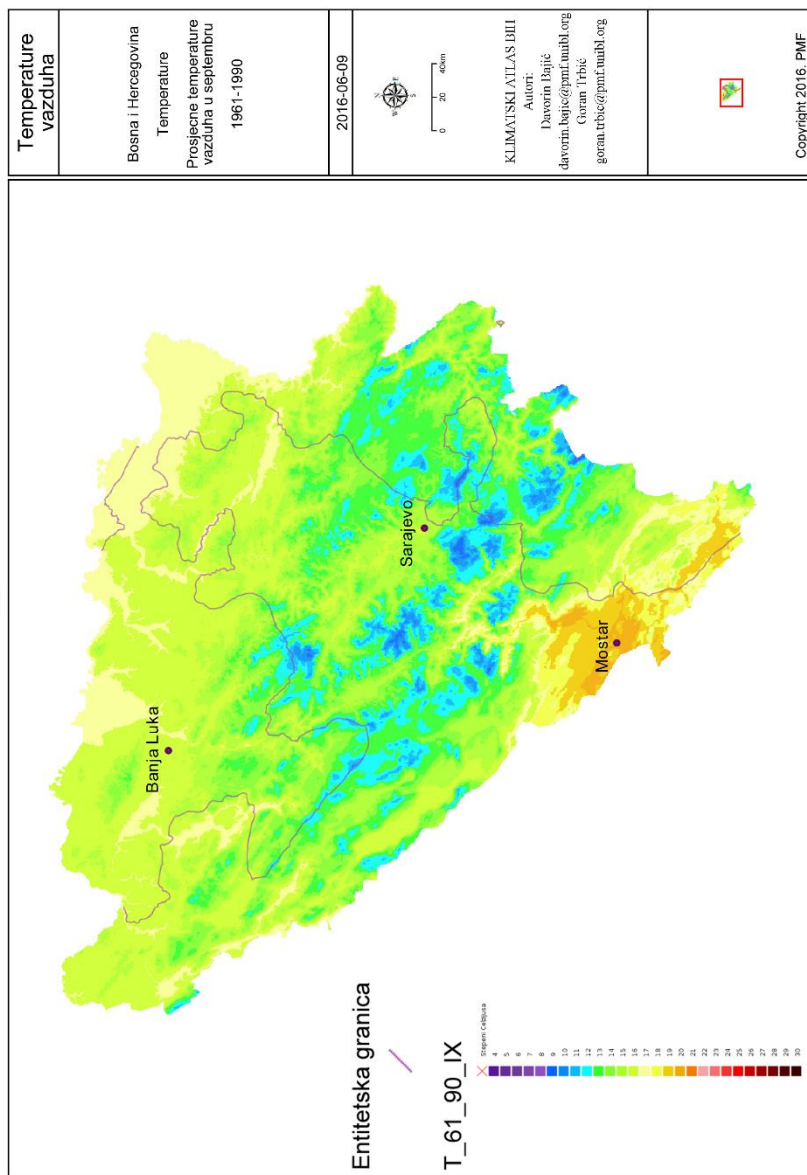 Temperature
vazduha
Bosna i Hercegovina
Temperature
Prosjecne temperature
vazduha u septembru
1961-1990
2016-06-09
N
W
E
S
0
20
40km
KLIMATSKI ATLAS BIH
Autori:
Davorin Bajić
davorin.bajic@pmf.unibl.org
Goran Trbić
goran.trbic@pmf.unibl.org
Copyright 2016. PMF
Banja Luka
Sarajevo
Mostar
Entitetska granica
T_61_90_IX
Stepeni Celzijusa
4
5
6
7
8
9
10
11
12
13
14
15
16
17
18
19
20
21
22
23
24
25
26
27
28
29
30